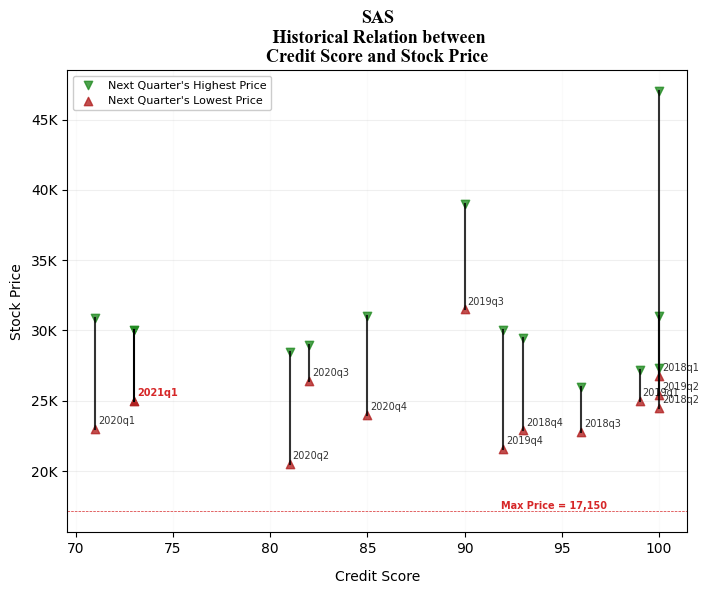 SAS
Historical Relation between
Credit Score and Stock Price
Next Quarter's Highest Price
Next Quarter's Lowest Price
45K
40K
35K
30K
25K
20K
Stock Price
2019q3
2018q1
2019q2
2019q1
2018q2
2020q3
2021q1
2020q4
2020q1
2018q4
2018q3
2019q4
2020q2
Max Price = 17,150
70 75 80 85 90 95 100
Credit Score